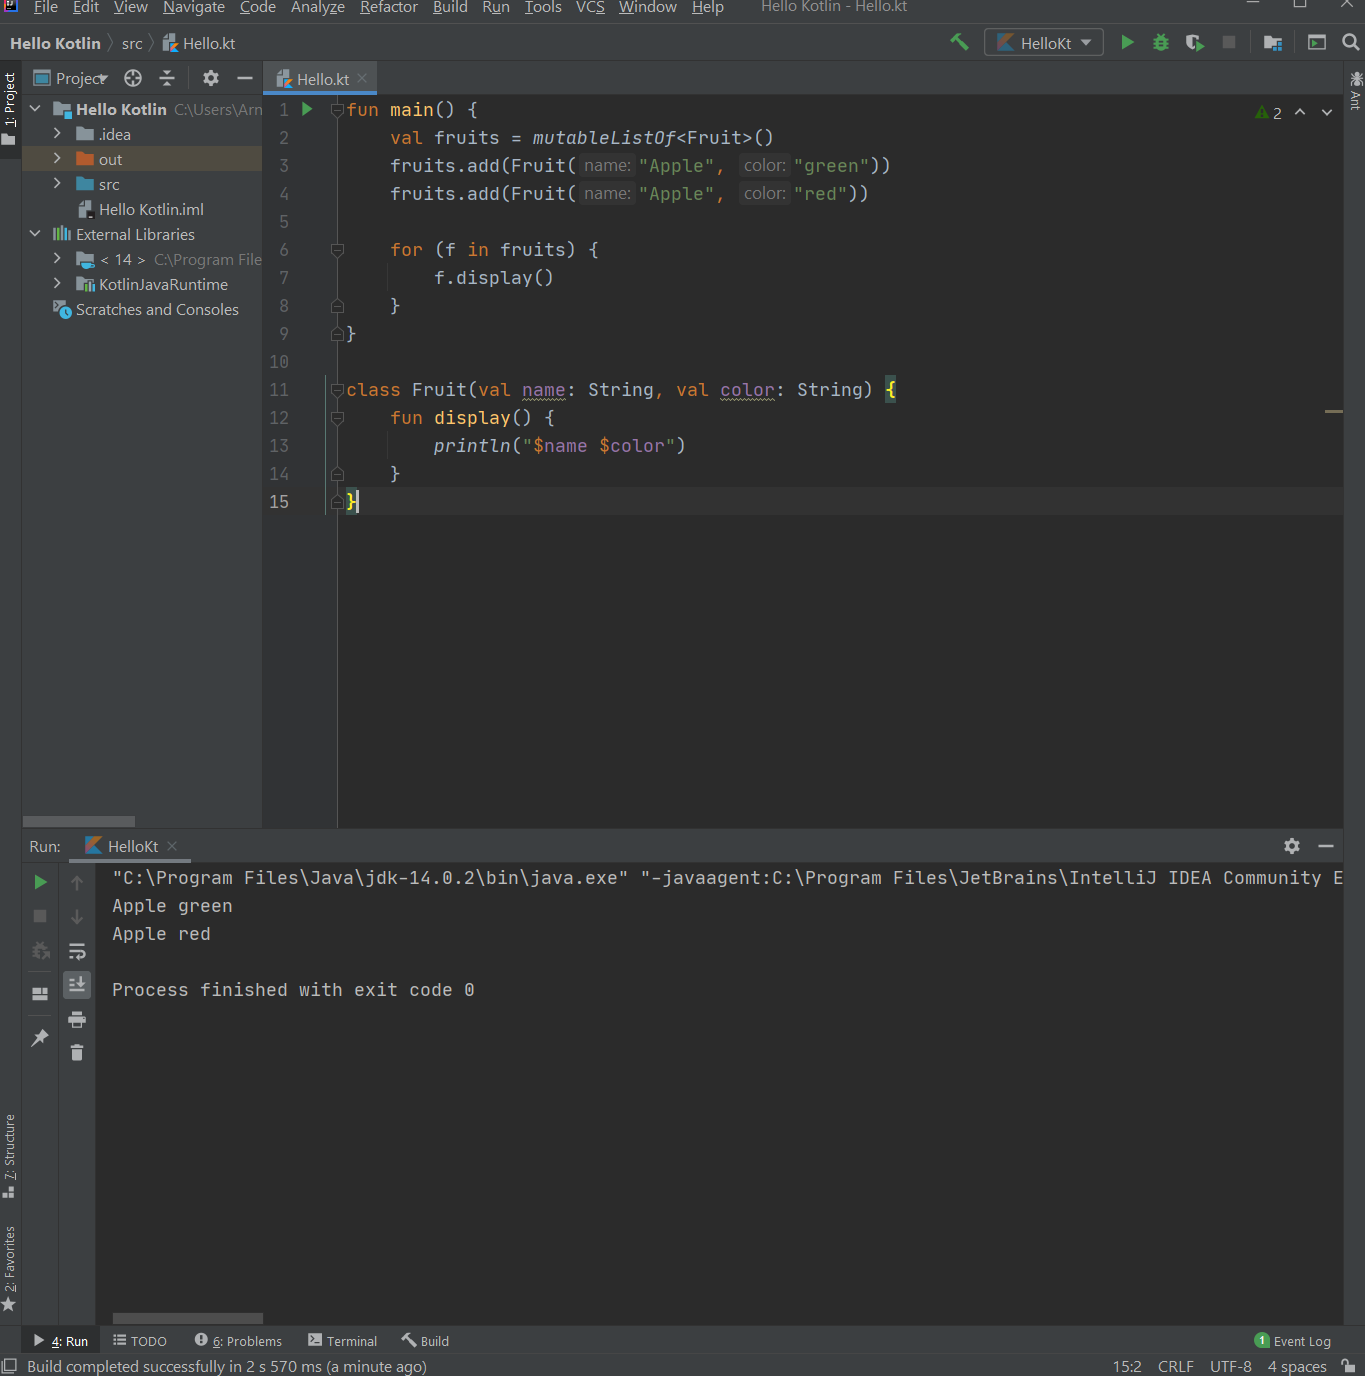 File Edit View Navigate Code Analyze Refactor Build Run Tools VCS Window Help Hello Kotlin - Hello.kt
Hello Kotlin src Hello.kt HelloKt
1: Project
Project
Hello.kt
Ant
Hello Kotlin C:\Users\Arn
.idea
out
src
Hello Kotlin.iml
External Libraries
< 14 > C:\Program File
KotlinJavaRuntime
Scratches and Consoles
2
1 fun main() {
2 val fruits = mutableListOf<Fruit>()
3 fruits.add(Fruit( name: "Apple", color: "green"))
4 fruits.add(Fruit( name: "Apple", color: "red"))
5
6 for (f in fruits) {
7 f.display()
8 }
9 }
10
11 class Fruit(val name: String, val color: String) {
12 fun display() {
13 println("$name $color")
14 }
15 }
Run: HelloKt
"C:\Program Files\Java\jdk-14.0.2\bin\java.exe" "-javaagent:C:\Program Files\JetBrains\IntelliJ IDEA Community E
Apple green
Apple red
Process finished with exit code 0
7: Structure
2: Favorites
4: Run TODO 6: Problems Terminal Build 1 Event Log
Build completed successfully in 2 s 570 ms (a minute ago) 15:2 CRLF UTF-8 4 spaces